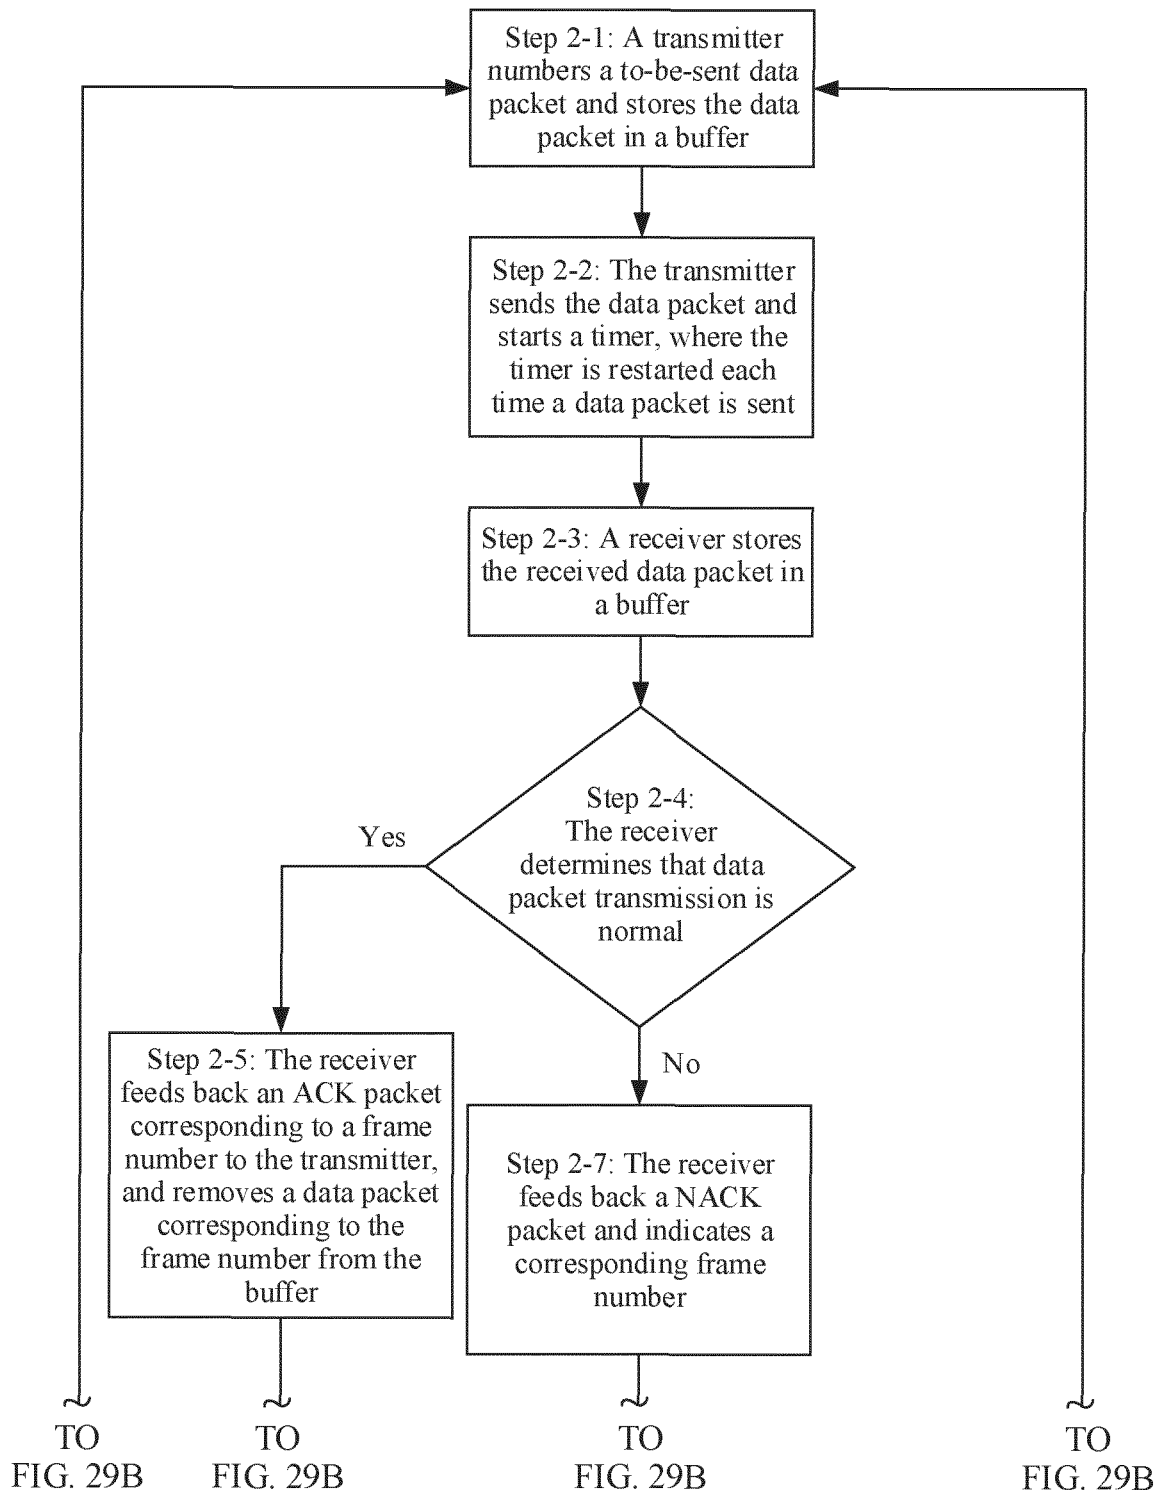 Step 2-1: A transmitter
numbers a to-be-sent data
packet and stores the data
packet in a buffer
Step 2-2: The transmitter
sends the data packet and
starts a timer, where the
timer is restarted each
time a data packet is sent
Step 2-3: A receiver stores
the received data packet in
a buffer
Step 2-4:
The receiver
determines that data
packet transmission is
normal
Yes
No
Step 2-5: The receiver
feeds back an ACK packet
corresponding to a frame
number to the transmitter,
and removes a data packet
corresponding to the
frame number from the
buffer
Step 2-7: The receiver
feeds back a NACK
packet and indicates a
corresponding frame
number
TO
FIG. 29B
TO
FIG. 29B
TO
FIG. 29B
TO
FIG. 29B